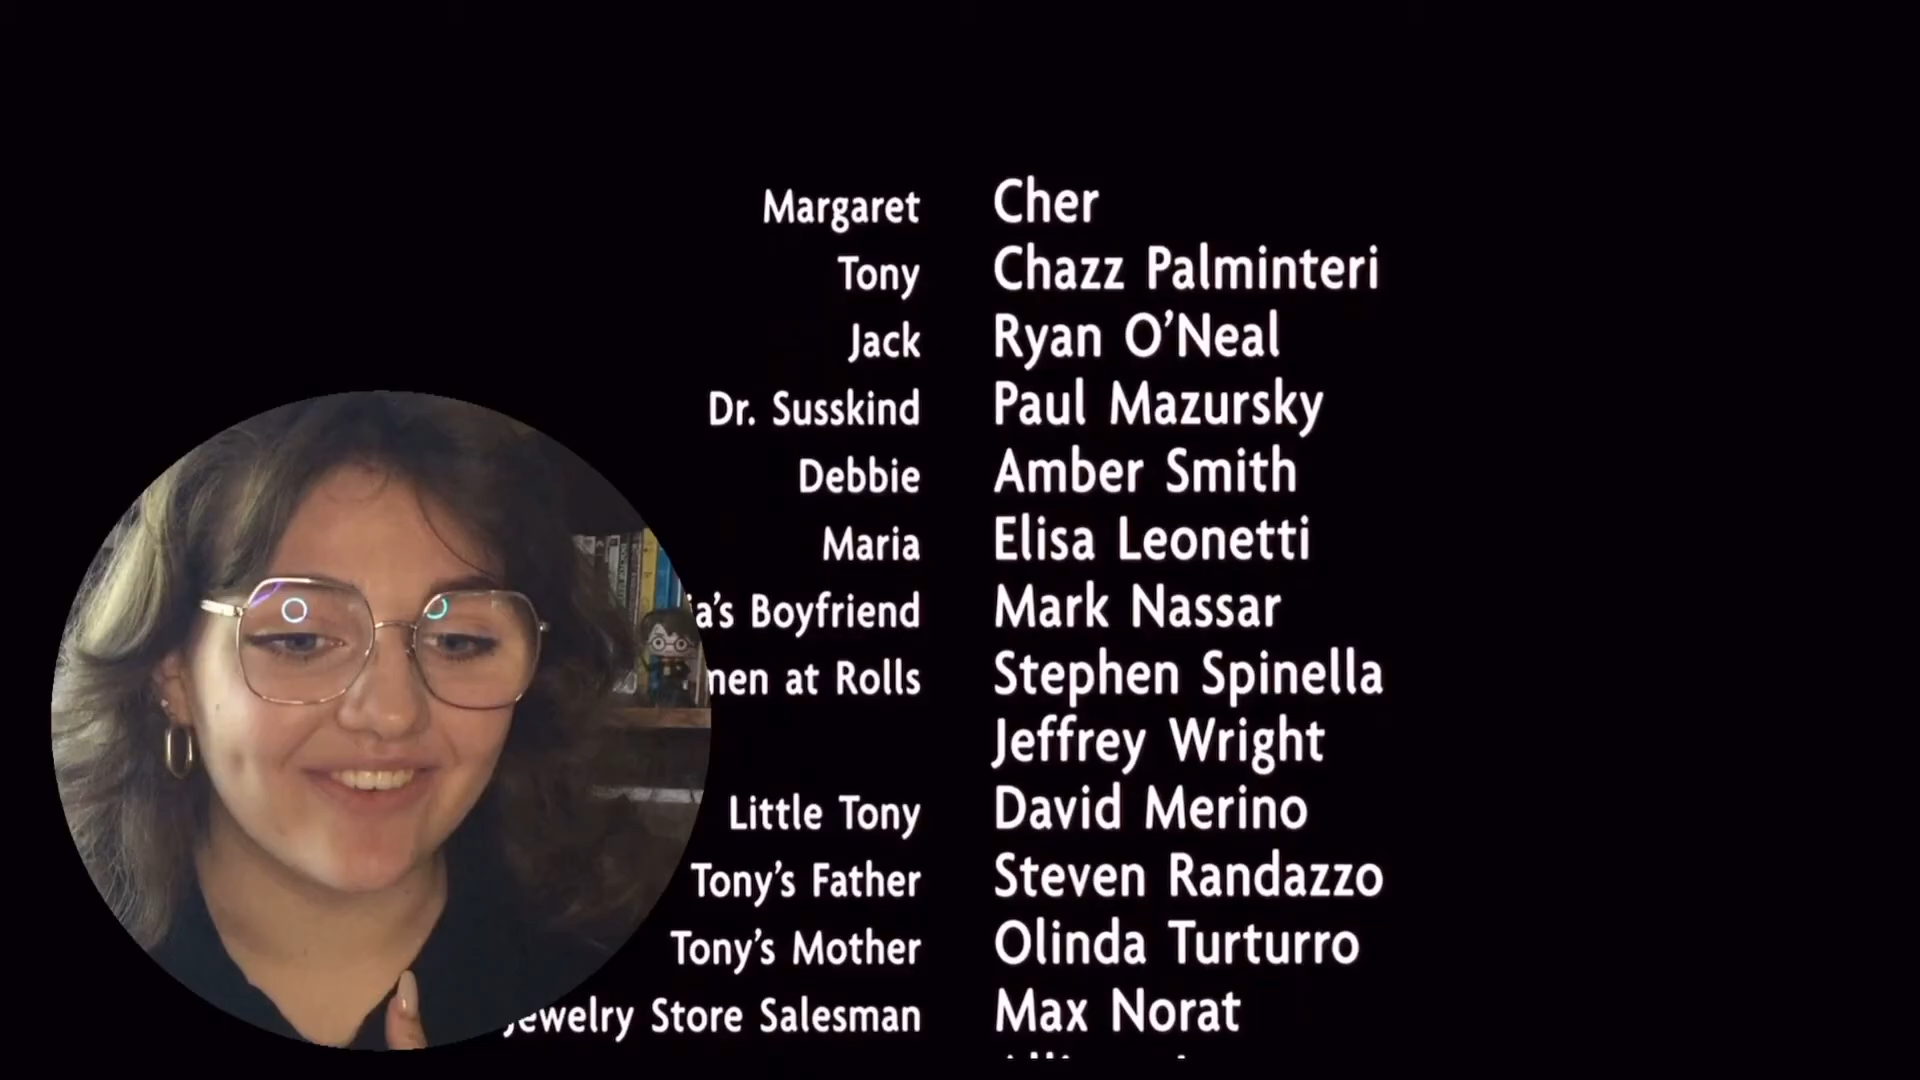 Margaret Cher
Tony Chazz Palminteri
Jack Ryan O'Neal
Dr. Susskind Paul Mazursky
Debbie Amber Smith
Maria Elisa Leonetti
Boyfriend Mark Nassar
at Rolls Stephen Spinella
Jeffrey Wright
Little Tony David Merino
Tony's Father Steven Randazzo
Tony's Mother Olinda Turturro
Jewelry Store Salesman Max Norat